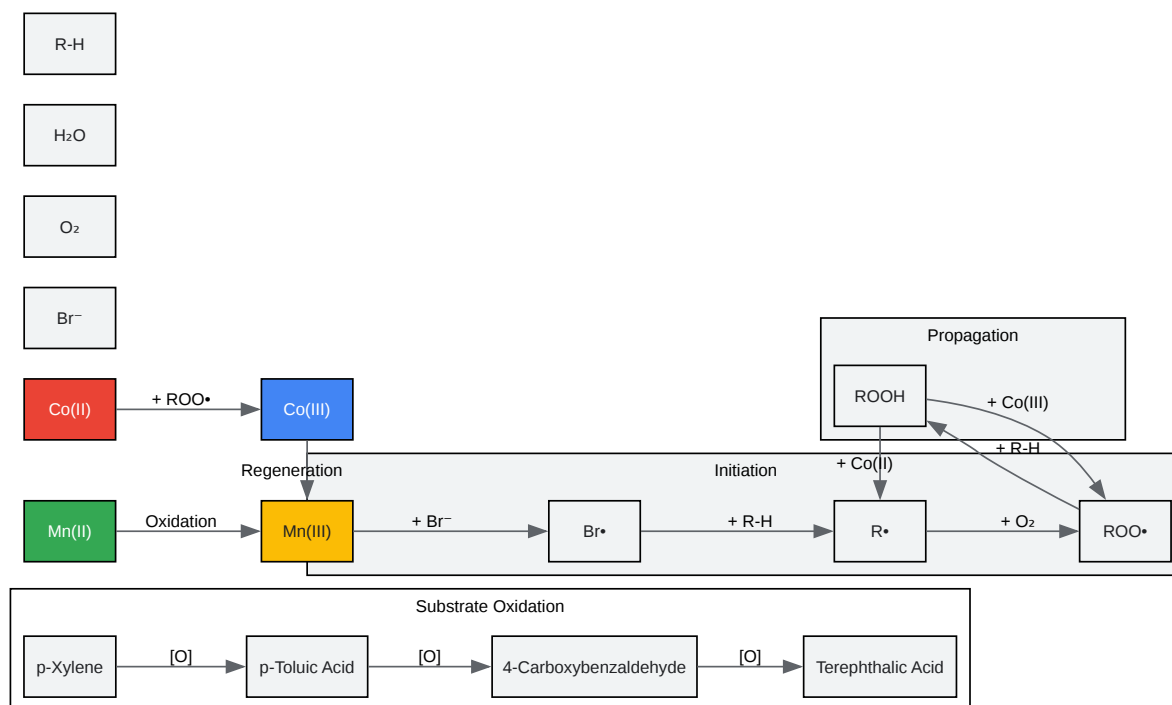 R-H
H₂O
O₂
Br⁻
Propagation
ROOH
Co(II)
+ ROO•
Co(III)
+ Co(III)
+ R-H
Regeneration
Initiation
+ Co(II)
Mn(II)
Oxidation
Mn(III)
+ Br⁻
Br•
+ R-H
R•
+ O₂
ROO•
Substrate Oxidation
p-Xylene
[O]
p-Toluic Acid
[O]
4-Carboxybenzaldehyde
[O]
Terephthalic Acid